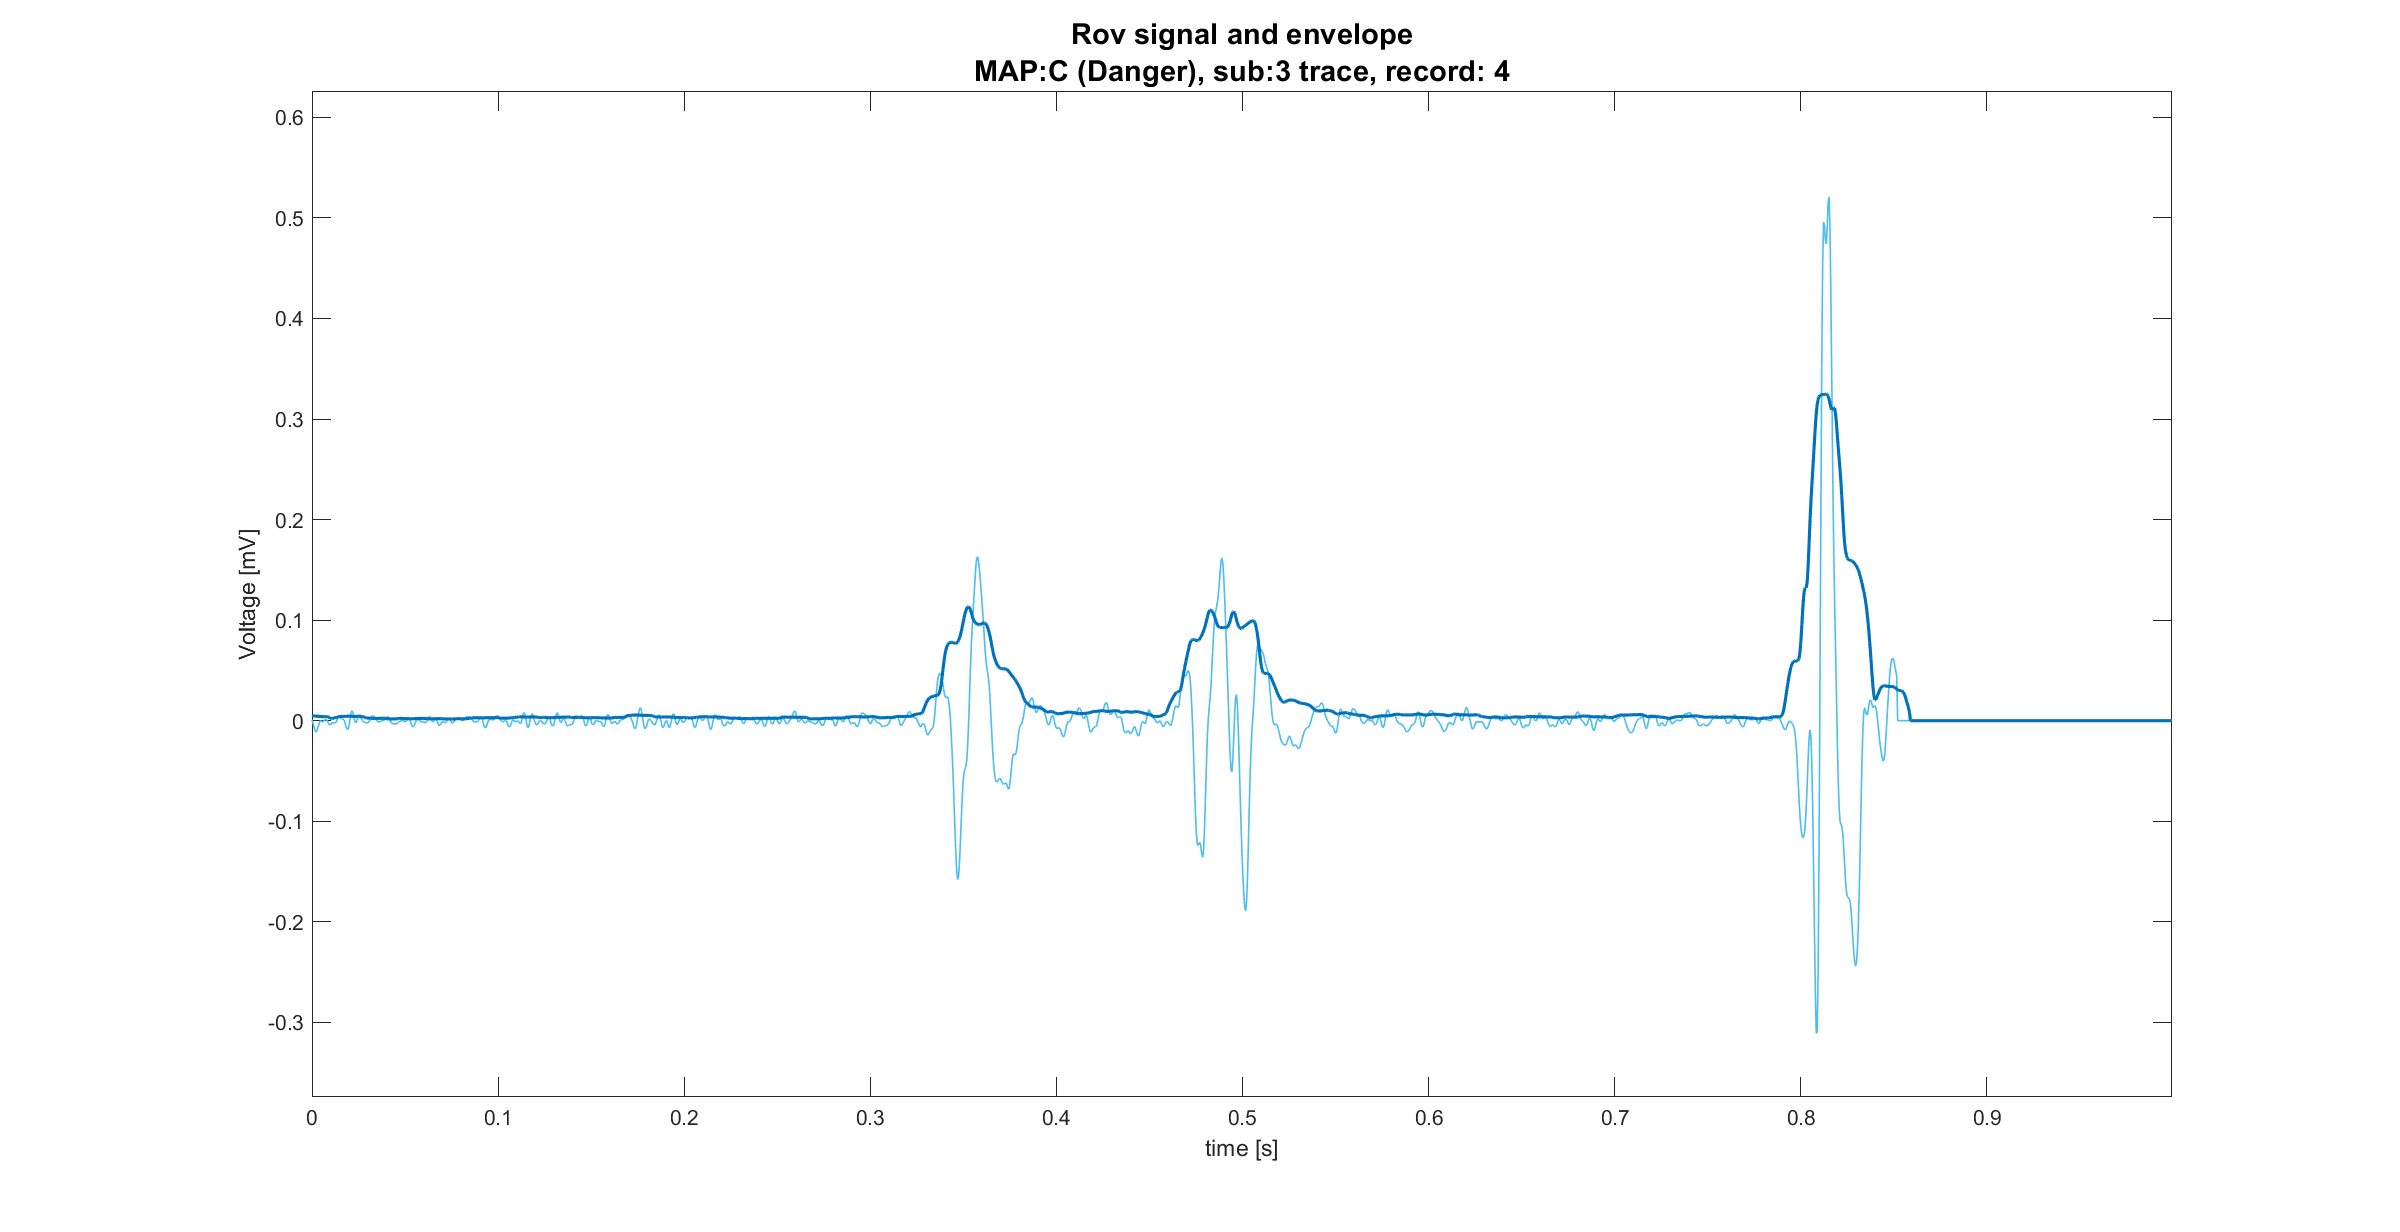 Rov signal and envelope
MAP:C (Danger), sub:3 trace, record: 4
0.6
0.5
0.4
0.3
0.2
0.1
0
-0.1
-0.2
-0.3
Voltage [mV]
0 0.1 0.2 0.3 0.4 0.5 0.6 0.7 0.8 0.9
time [s]